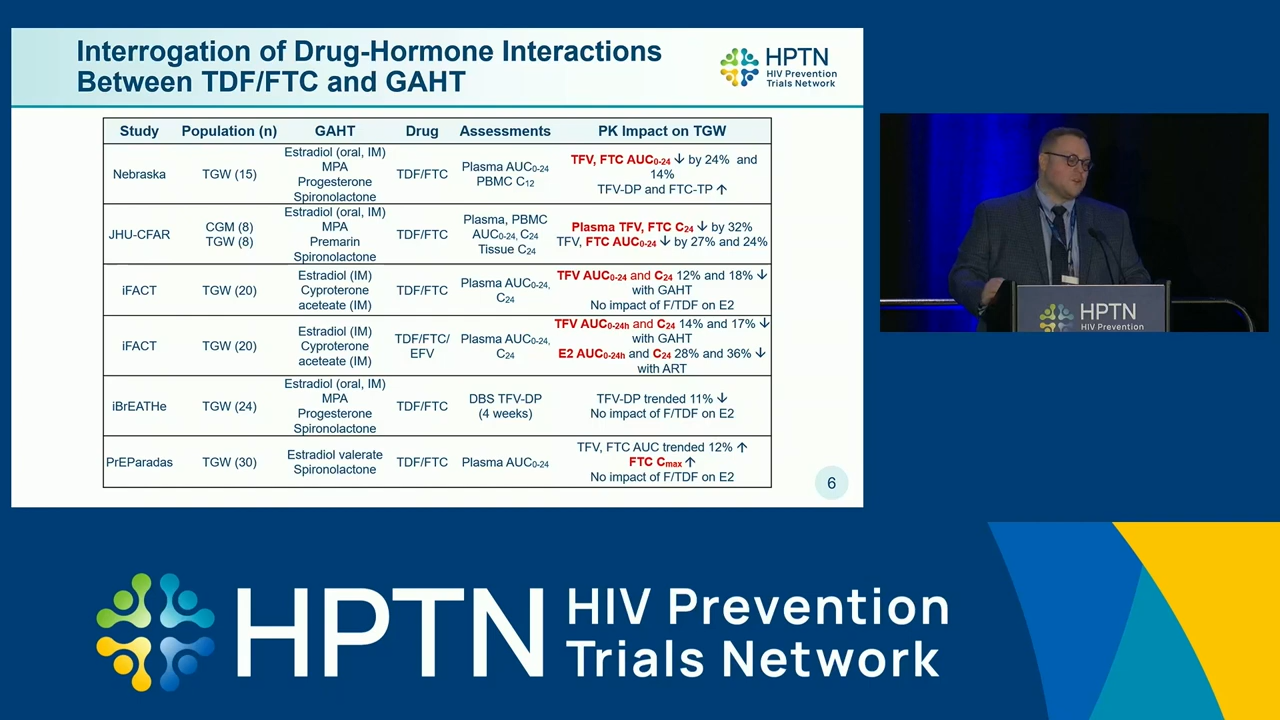 Interrogation of Drug-Hormone Interactions
Between TDF/FTC and GAHT
HPTN
HIV Prevention
Trials Network
Study Population (n) GAHT Drug Assessments PK Impact on TGW
Nebraska
TGW (15)
Estradiol (oral, IM)
MPA
Progesterone
Spironolactone
TDF/FTC
Plasma AUC0-24
PBMC C12
TFV, FTC AUC0-24 ↓ by 24% and
14%
TFV-DP and FTC-TP ↑
JHU-CFAR
CGM (8)
TGW (8)
Estradiol (oral, IM)
MPA
Premarin
Spironolactone
TDF/FTC
Plasma, PBMC
AUC0-24, C24
Tissue C24
Plasma TFV, FTC C24 ↓ by 32%
TFV, FTC AUC0-24 ↓ by 27% and 24%
iFACT
TGW (20)
Estradiol (IM)
Cyproterone
aceteate (IM)
TDF/FTC
Plasma AUC0-24,
C24
TFV AUC0-24 and C24 12% and 18% ↓
with GAHT
No impact of F/TDF on E2
iFACT
TGW (20)
Estradiol (IM)
Cyproterone
aceteate (IM)
TDF/FTC/
EFV
Plasma AUC0-24,
C24
TFV AUC0-24h and C24 14% and 17% ↓
with GAHT
E2 AUC0-24h and C24 28% and 36% ↓
with ART
iBrEATHe
TGW (24)
Estradiol (oral, IM)
MPA
Progesterone
Spironolactone
TDF/FTC
DBS TFV-DP
(4 weeks)
TFV-DP trended 11% ↓
No impact of F/TDF on E2
PrEParadas
TGW (30)
Estradiol valerate
Spironolactone
TDF/FTC
Plasma AUC0-24
TFV, FTC AUC trended 12% ↑
FTC Cmax ↑
No impact of F/TDF on E2
6
HPTN
HIV Prevention
HPTN
HIV Prevention
Trials Network